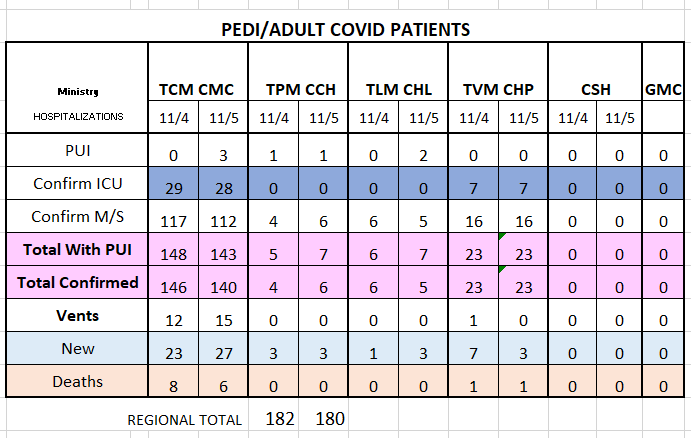 PEDI/ADULT COVID PATIENTS
Ministry TCM CMC TPM CCH TLM CHL TVM CHP CSH GMC
HOSPITALIZATIONS 11/4 11/5 11/4 11/5 11/4 11/5 11/4 11/5 11/4 11/5
PUI 0 3 1 1 0 2 0 0 0 0 0
Confirm ICU 29 28 0 0 0 0 7 7 0 0 0
Confirm M/S 117 112 4 6 6 5 16 16 0 0 0
Total With PUI 148 143 5 7 6 7 23 23 0 0 0
Total Confirmed 146 140 4 6 6 5 23 23 0 0 0
Vents 12 15 0 0 0 0 1 0 0 0 0
New 23 27 3 3 1 3 7 3 0 0 0
Deaths 8 6 0 0 0 0 1 1 0 0 0
REGIONAL TOTAL 182 180